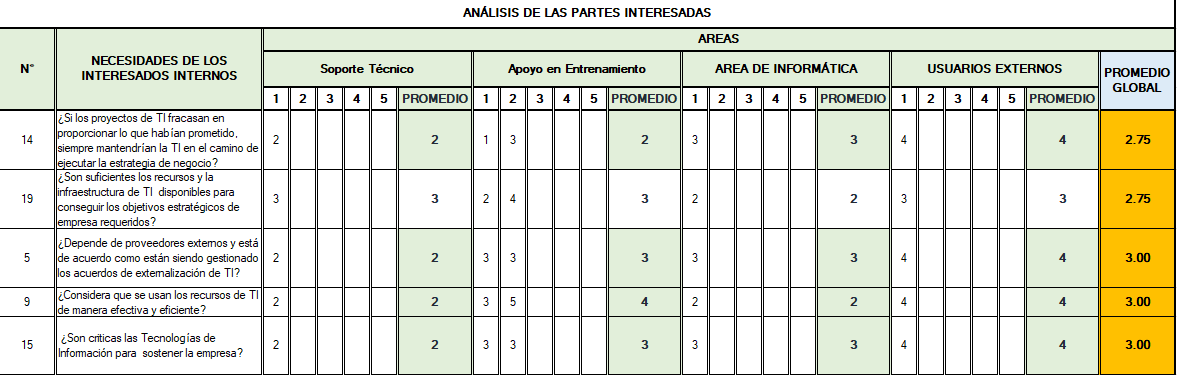 ANÁLISIS DE LAS PARTES INTERESADAS
N° NECESIDADES DE LOS INTERESADOS INTERNOS AREAS
Soporte Técnico Apoyo en Entrenamiento AREA DE INFORMÁTICA USUARIOS EXTERNOS PROMEDIO GLOBAL
1 2 3 4 5 PROMEDIO 1 2 3 4 5 PROMEDIO 1 2 3 4 5 PROMEDIO 1 2 3 4 5 PROMEDIO
14
¿Si los proyectos de TI fracasan en
proporcionar lo que habían prometido,
siempre mantendrían la TI en el camino de
ejecutar la estrategia de negocio?
2 2 1 3 2 3 3 4 4 2.75
19
¿Son suficientes los recursos y la
infraestructura de TI disponibles para
conseguir los objetivos estratégicos de
empresa requeridos?
3 3 2 4 3 2 2 3 3 2.75
5
¿Depende de proveedores externos y está
de acuerdo como están siendo gestionado
los acuerdos de externalización de TI?
2 2 3 3 3 3 3 4 4 3.00
9
¿Considera que se usan los recursos de TI
de manera efectiva y eficiente?
2 2 3 5 4 2 2 4 4 3.00
15
¿Son criticas las Tecnologías de
Información para sostener la empresa?
2 2 3 3 3 3 3 4 4 3.00